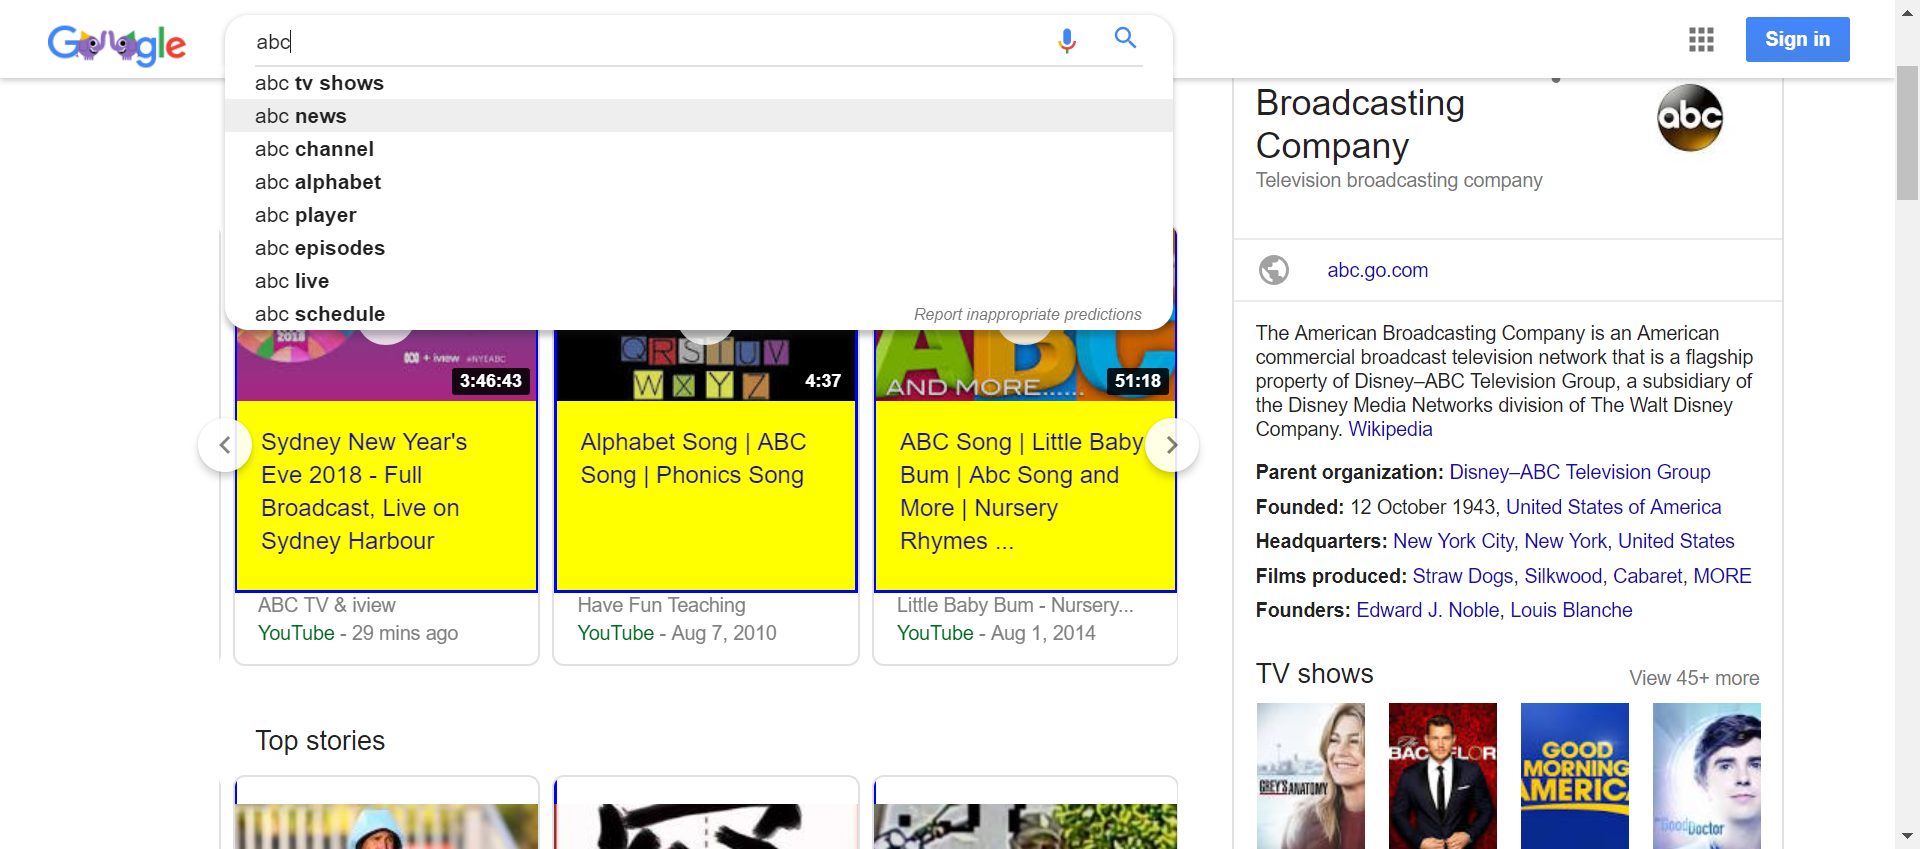 Google
abc
Sign in
abc tv shows
abc news
abc channel
abc alphabet
abc player
abc episodes
abc live
abc schedule
Report inappropriate predictions
2018
+ iview #NYEABC
3:46:43
QRSTUV
WXYZ
4:37
ABC
AND MORE......
51:18
Sydney New Year's
Eve 2018 - Full
Broadcast, Live on
Sydney Harbour
ABC TV & iview
YouTube - 29 mins ago
Alphabet Song | ABC
Song | Phonics Song
Have Fun Teaching
YouTube - Aug 7, 2010
ABC Song | Little Baby
Bum | Abc Song and
More | Nursery
Rhymes ...
Little Baby Bum - Nursery...
YouTube - Aug 1, 2014
Top stories
Broadcasting
Company
abc
Television broadcasting company
abc.go.com
The American Broadcasting Company is an American
commercial broadcast television network that is a flagship
property of Disney–ABC Television Group, a subsidiary of
the Disney Media Networks division of The Walt Disney
Company. Wikipedia
Parent organization: Disney–ABC Television Group
Founded: 12 October 1943, United States of America
Headquarters: New York City, New York, United States
Films produced: Straw Dogs, Silkwood, Cabaret, MORE
Founders: Edward J. Noble, Louis Blanche
TV shows
View 45+ more
GREY'S ANATOMY
The
BACHELOR
GOOD
MORNING
AMERICA
The Good Doctor